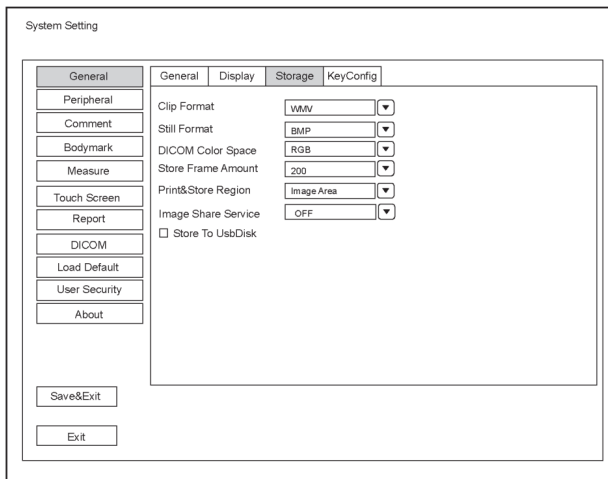 System Setting
General
Peripheral
Comment
Bodymark
Measure
Touch Screen
Report
DICOM
Load Default
User Security
About
Save&Exit
Exit
General Display Storage KeyConfig
Clip Format WMV
Still Format BMP
DICOM Color Space RGB
Store Frame Amount 200
Print&Store Region Image Area
Image Share Service OFF
Store To UsbDisk